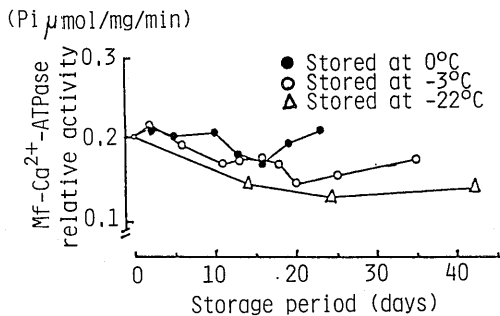 (Pi μmol/mg/min)
Mf-Ca²⁺-ATPase
relative activity
0.3
0.2
0.1
● Stored at 0°C
○ Stored at -3°C
△ Stored at -22°C
0 10 20 30 40
Storage period (days)